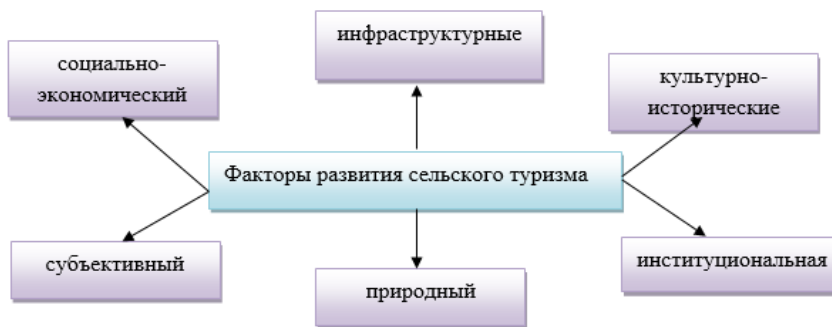 инфраструктурные
социально-
экономический
культурно-
исторические
Факторы развития сельского туризма
субъективный
природный
институциональная